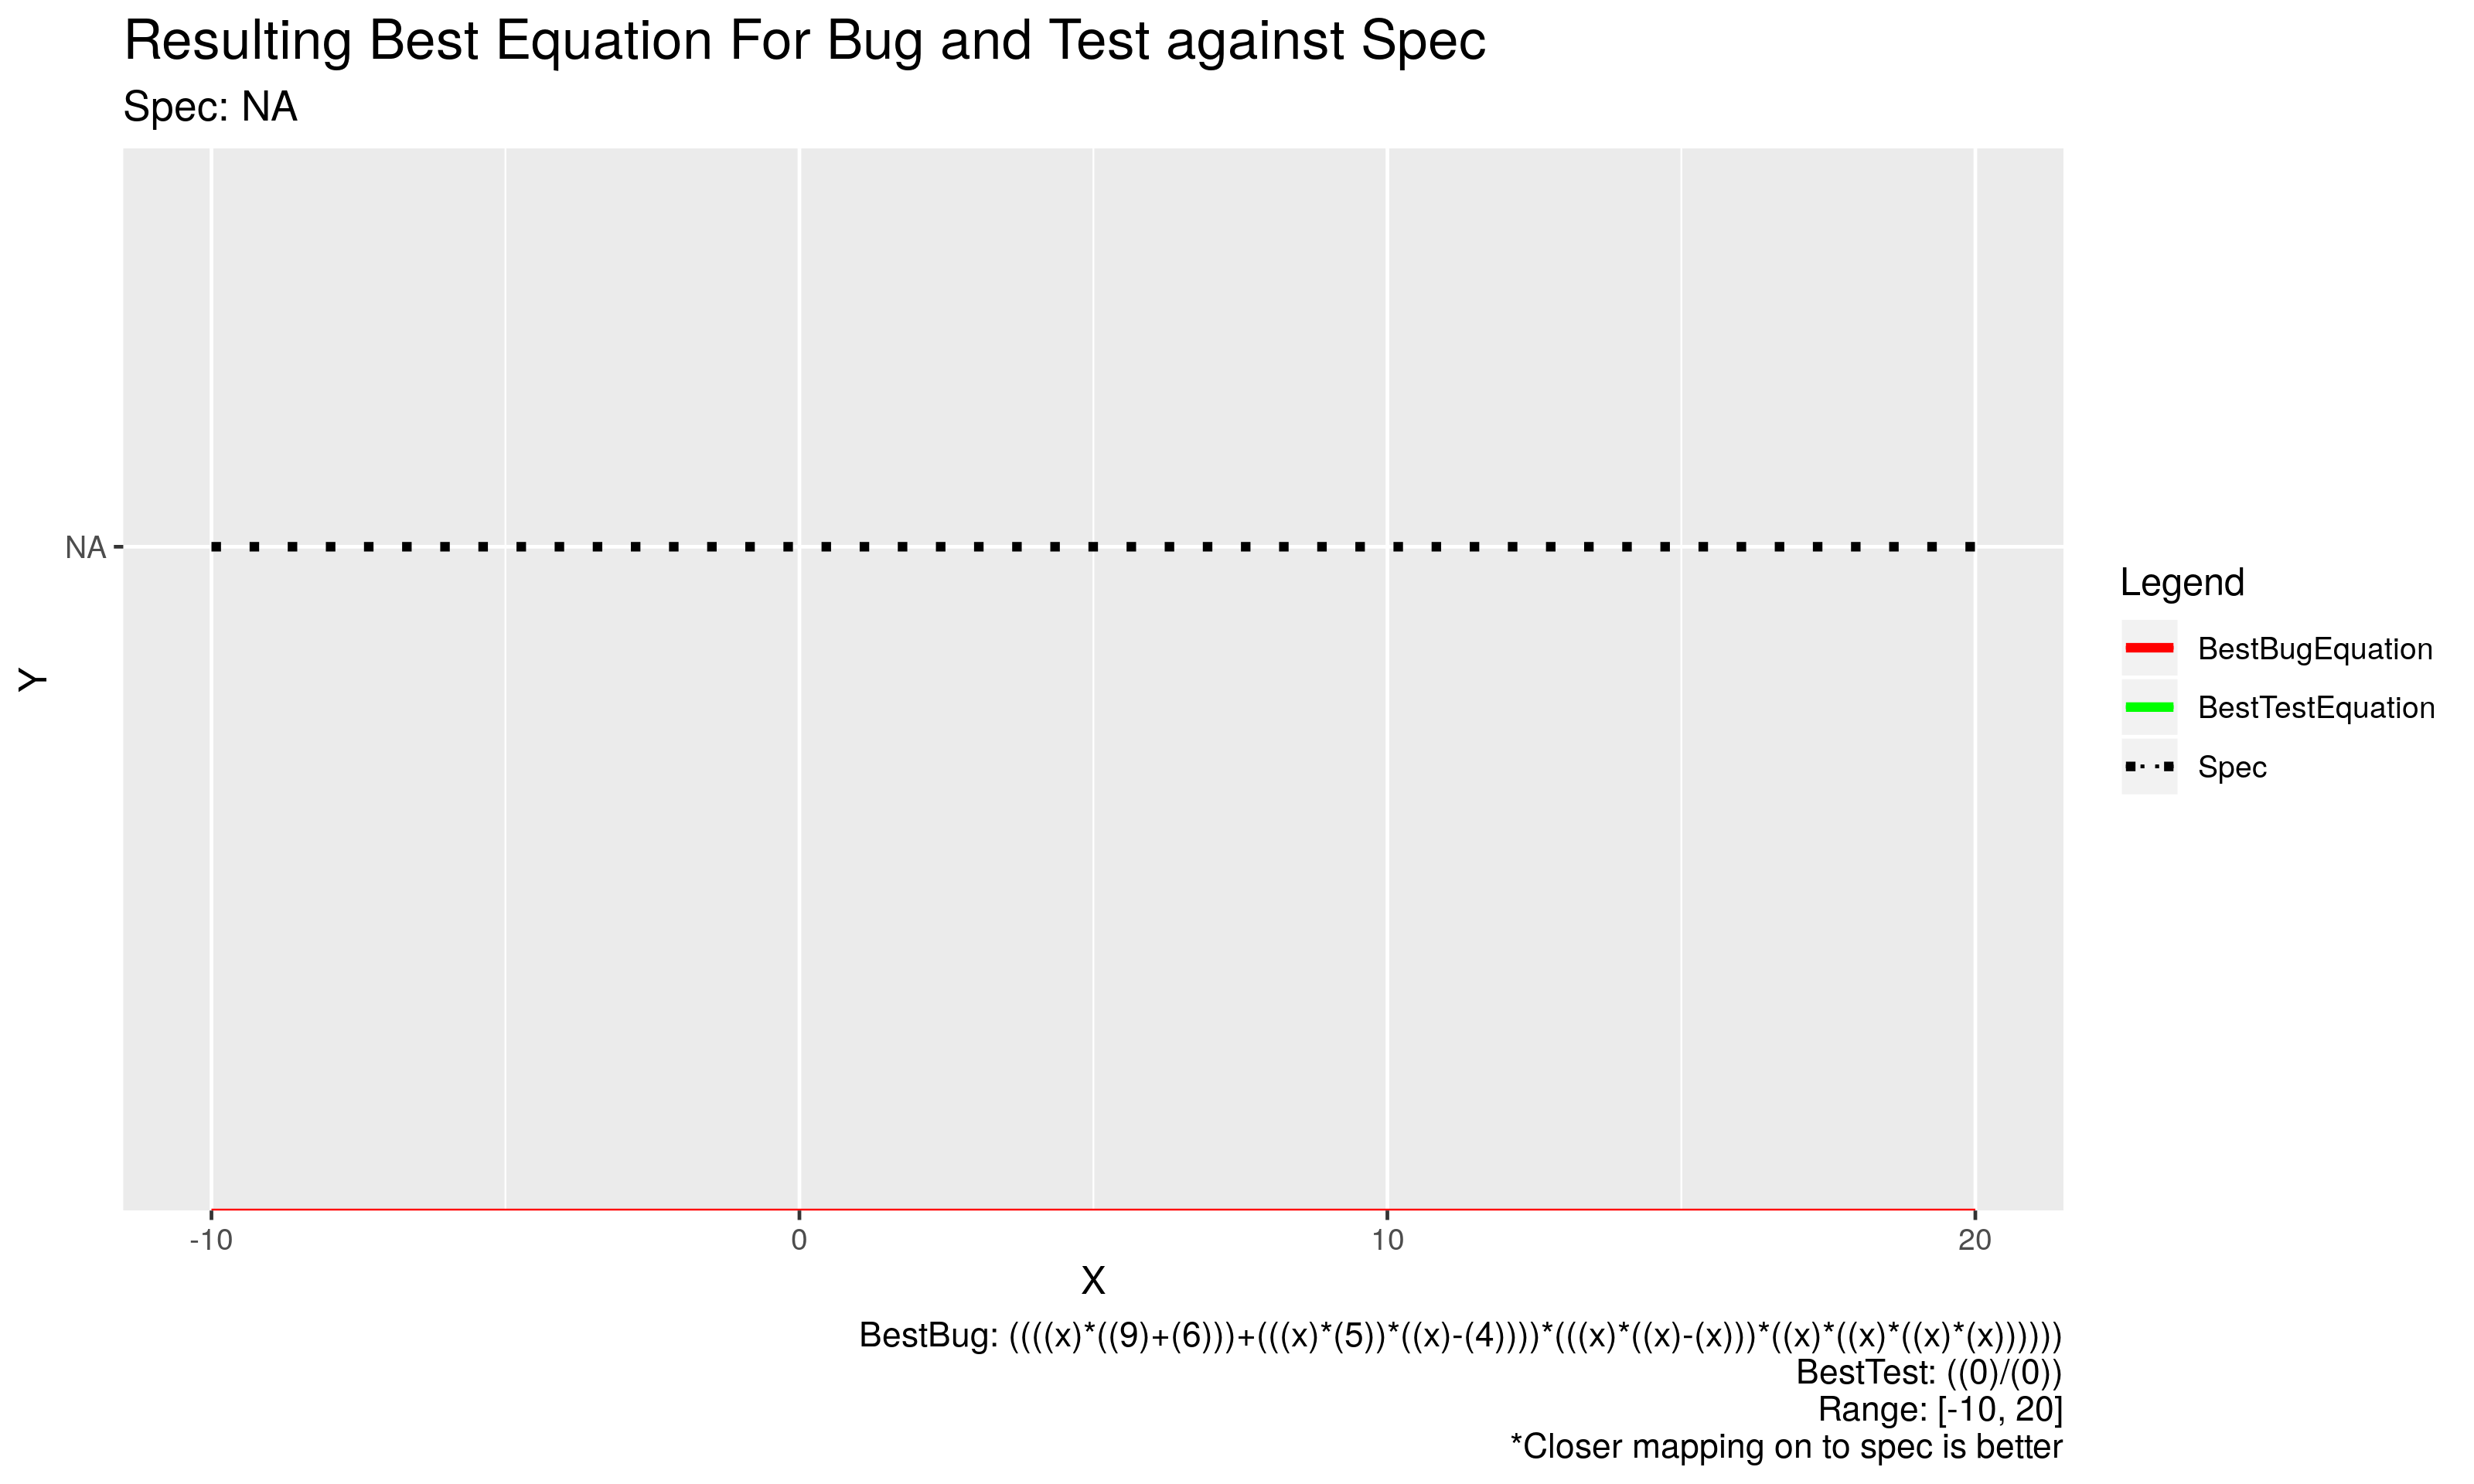 Resulting Best Equation For Bug and Test against Spec
Spec: NA
NA
Y
Legend
BestBugEquation
BestTestEquation
Spec
-10 0 10 20
X
BestBug: ((((x)*((9)+(6)))+(((x)*(5))*((x)-(4))))*(((x)*((x)-(x)))*((x)*((x)*((x)*(x))))))
BestTest: ((0)/(0))
Range: [-10, 20]
*Closer mapping on to spec is better